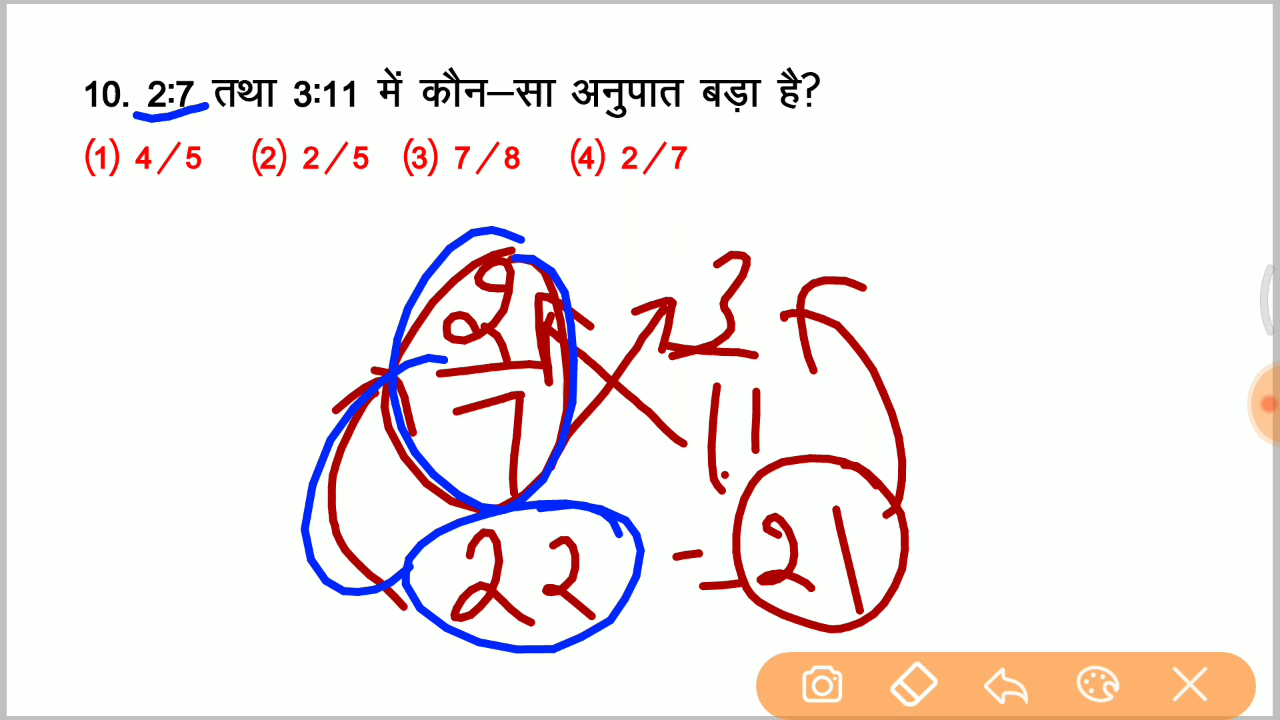 10. 2:7 तथा 3:11 में कौन–सा अनुपात बड़ा है?
(1) 4/5 (2) 2/5 (3) 7/8 (4) 2/7
2 3
7 11
22 = 21